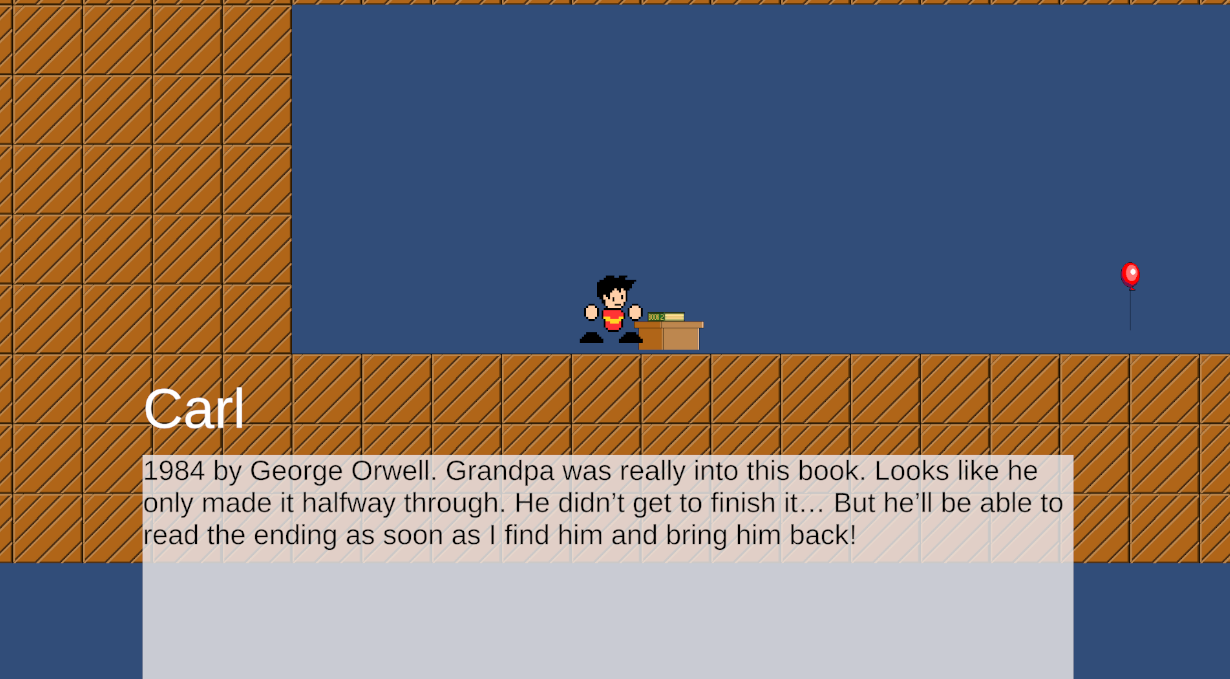 Carl
1984 by George Orwell. Grandpa was really into this book. Looks like he
only made it halfway through. He didn’t get to finish it… But he’ll be able to
read the ending as soon as I find him and bring him back!